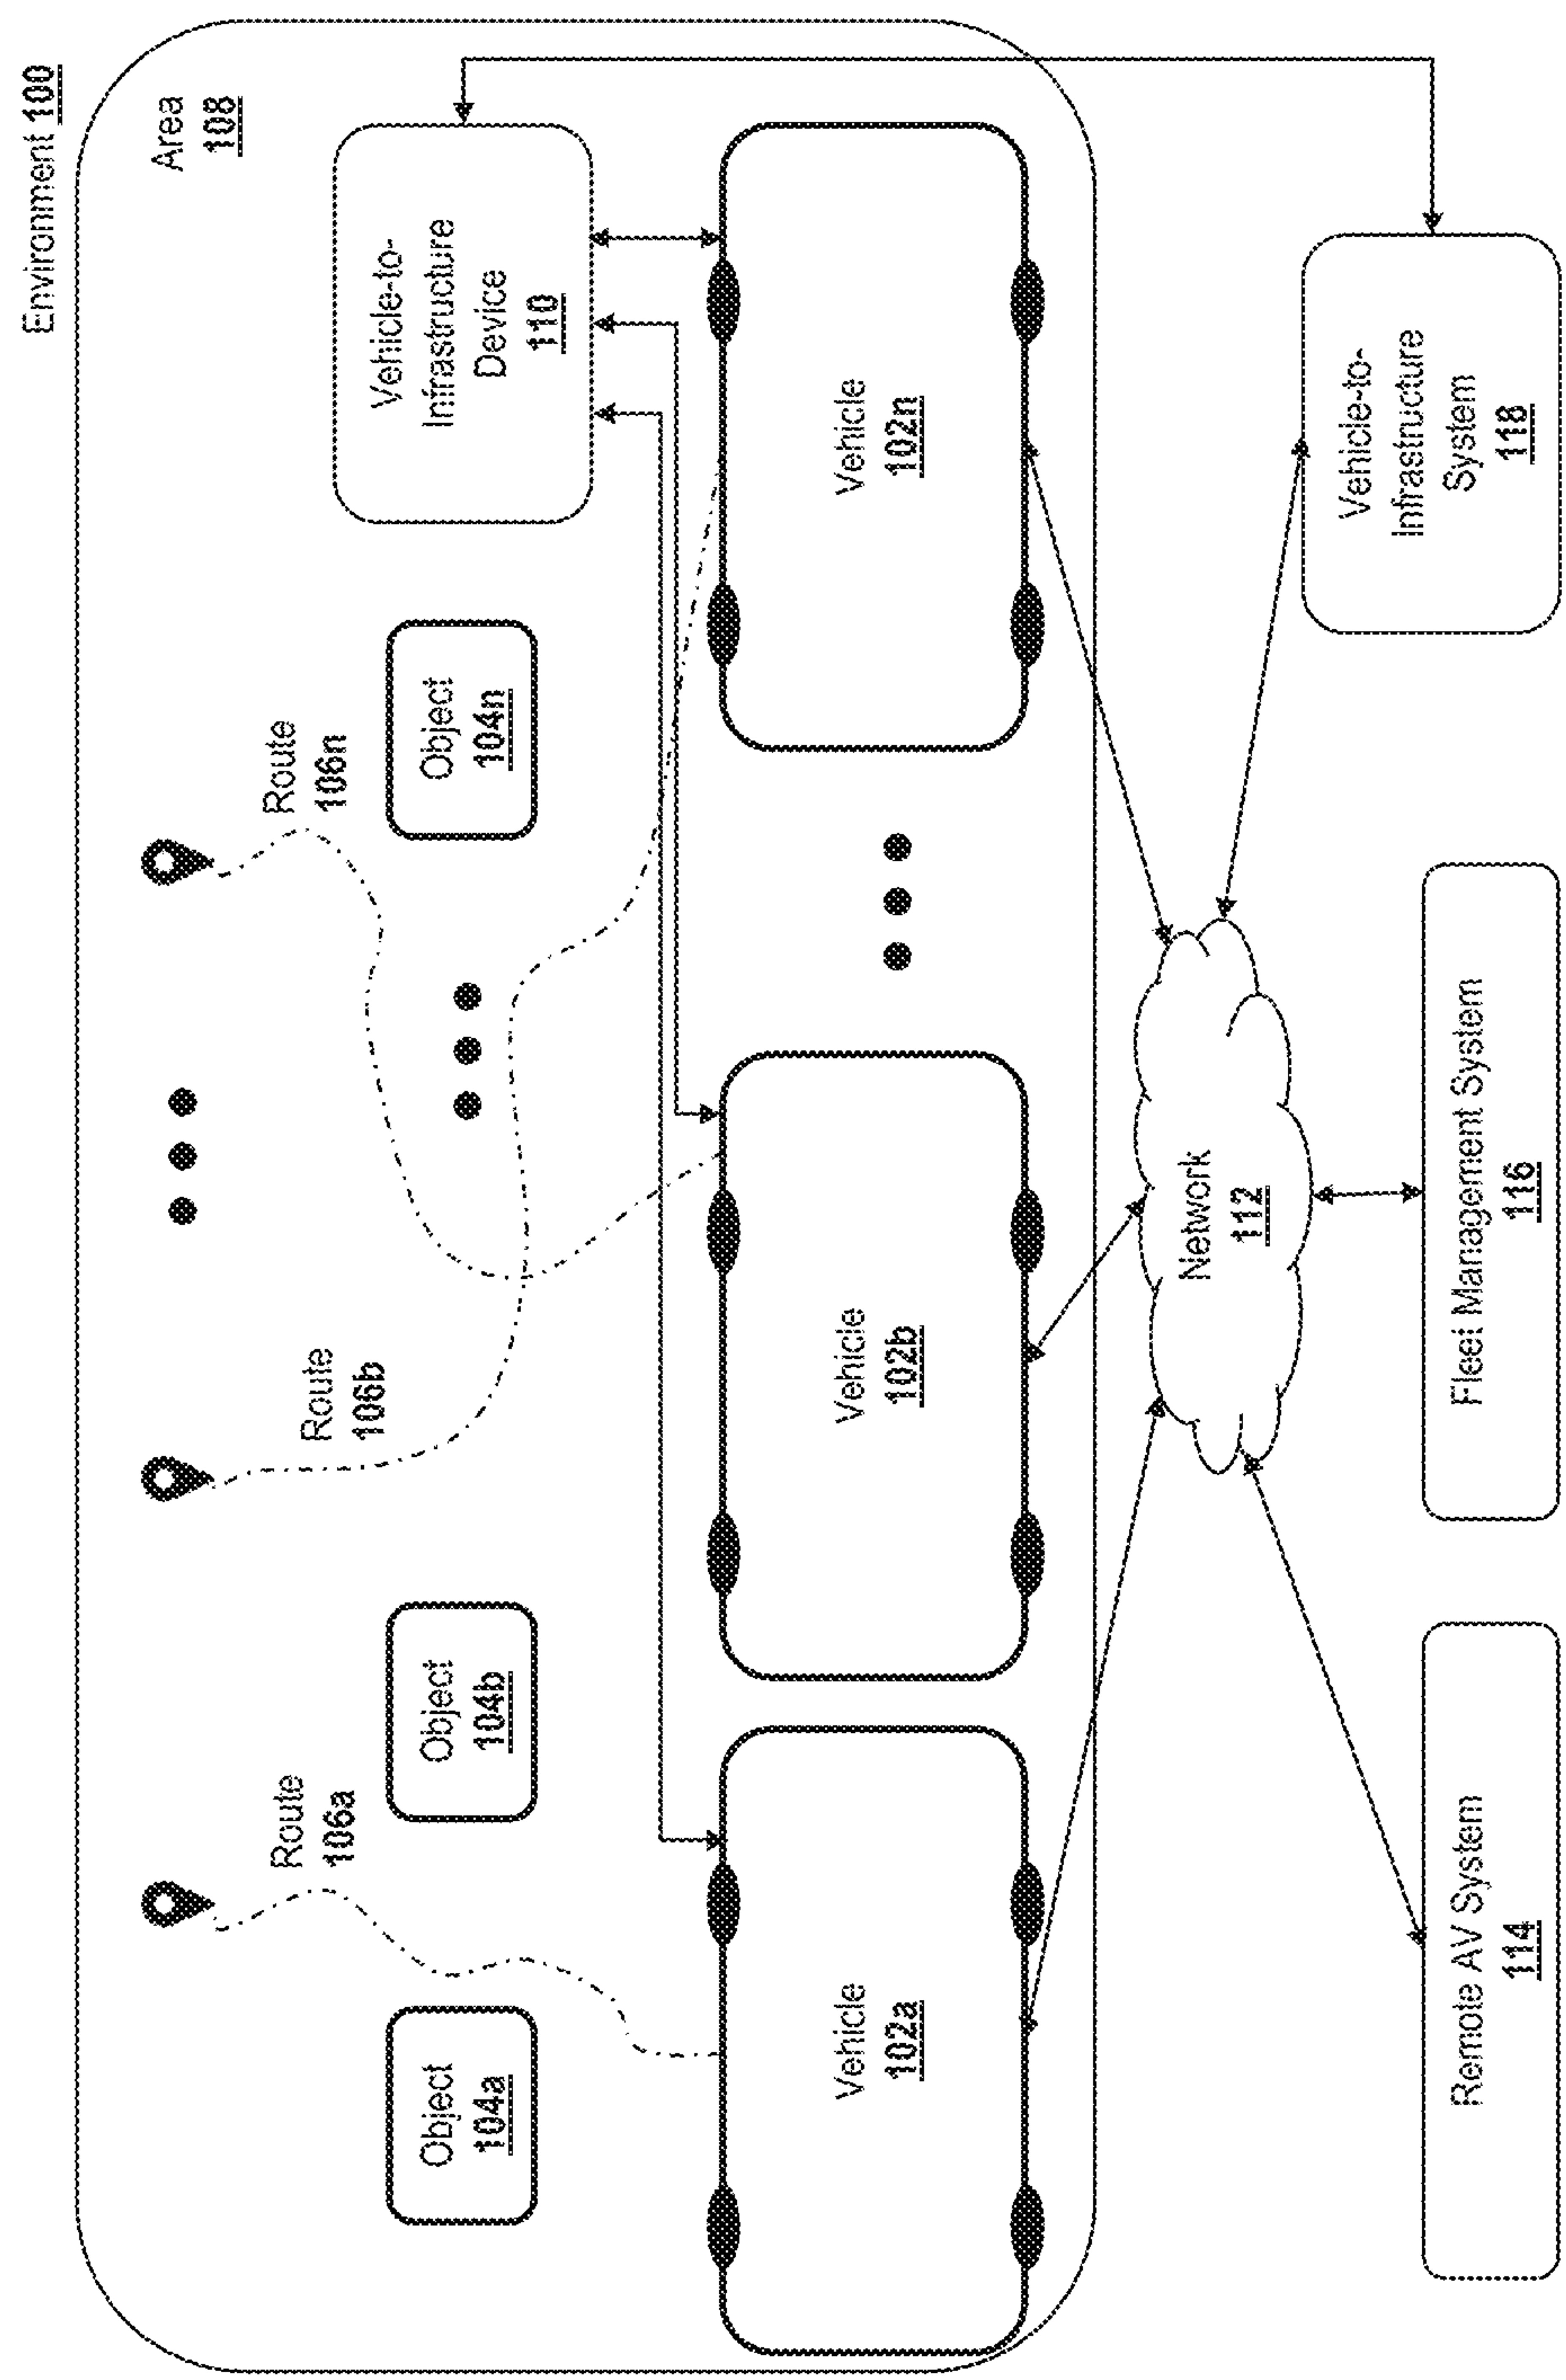 Environment 100
Area
108
Route
106a
Route
106b
Route
106n
Object
104a
Object
104b
Object
104n
Vehicle-to-
Infrastructure
Device
110
Vehicle
102a
Vehicle
102b
Vehicle
102n
Network
112
Remote AV System
114
Fleet Management System
116
Vehicle-to-
Infrastructure
System
118